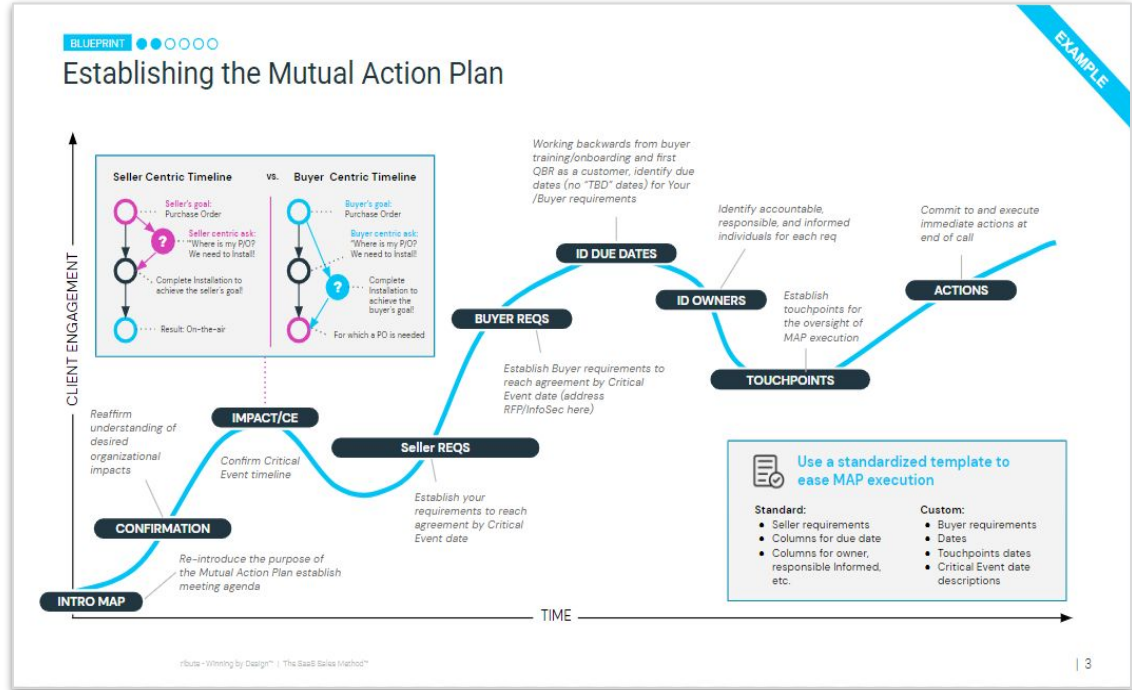 BLUEPRINT
Establishing the Mutual Action Plan
EXAMPLE
CLIENT ENGAGEMENT
Seller Centric Timeline
vs.
Buyer Centric Timeline
Seller's goal:
Purchase Order
?
Seller centric ask:
"Where is my P/O?
We need to Install!
Complete Installation to
achieve the seller's goal!
Result: On-the-air
Buyer's goal:
Purchase Order
Buyer centric ask:
"Where is my P/O?
We need to Install!
?
Complete
Installation to
achieve the
buyer's goal!
For which a PO is needed
Working backwards from buyer
training/onboarding and first
QBR as a customer, identify due
dates (no "TBD" dates) for Your
/Buyer requirements
ID DUE DATES
Identify accountable,
responsible, and informed
individuals for each req
ID OWNERS
Commit to and execute
immediate actions at
end of call
ACTIONS
Establish
touchpoints for
the oversight of
MAP execution
TOUCHPOINTS
BUYER REQS
Establish Buyer requirements to
reach agreement by Critical
Event date (address
RFP/InfoSec here)
Reaffirm
understanding of
desired
organizational
impacts
IMPACT/CE
Confirm Critical
Event timeline
Seller REQS
Establish your
requirements to reach
agreement by Critical
Event date
CONFIRMATION
Re-introduce the purpose of
the Mutual Action Plan establish
meeting agenda
INTRO MAP
Use a standardized template to
ease MAP execution
Standard:
● Seller requirements
● Columns for due date
● Columns for owner,
responsible Informed,
etc.
Custom:
● Buyer requirements
● Dates
● Touchpoints dates
● Critical Event date
descriptions
TIME
ribute - Winning by Design™ | The SaaS Sales Method™
| 3